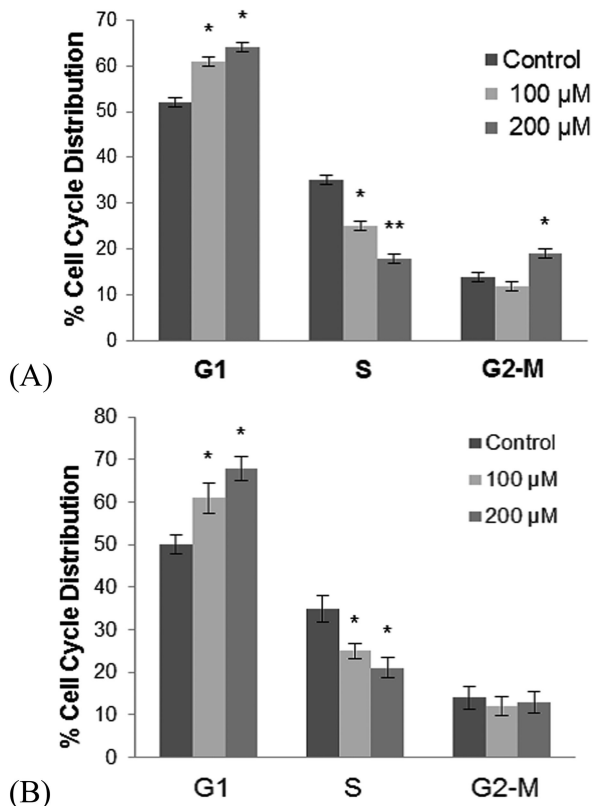 70
60
50
40
30
20
10
0
% Cell Cycle Distribution
* *
* **
*
Control
100 µM
200 µM
G1 S G2-M
(A)
80
70
60
50
40
30
20
10
0
% Cell Cycle Distribution
* *
* *
Control
100 µM
200 µM
G1 S G2-M
(B)